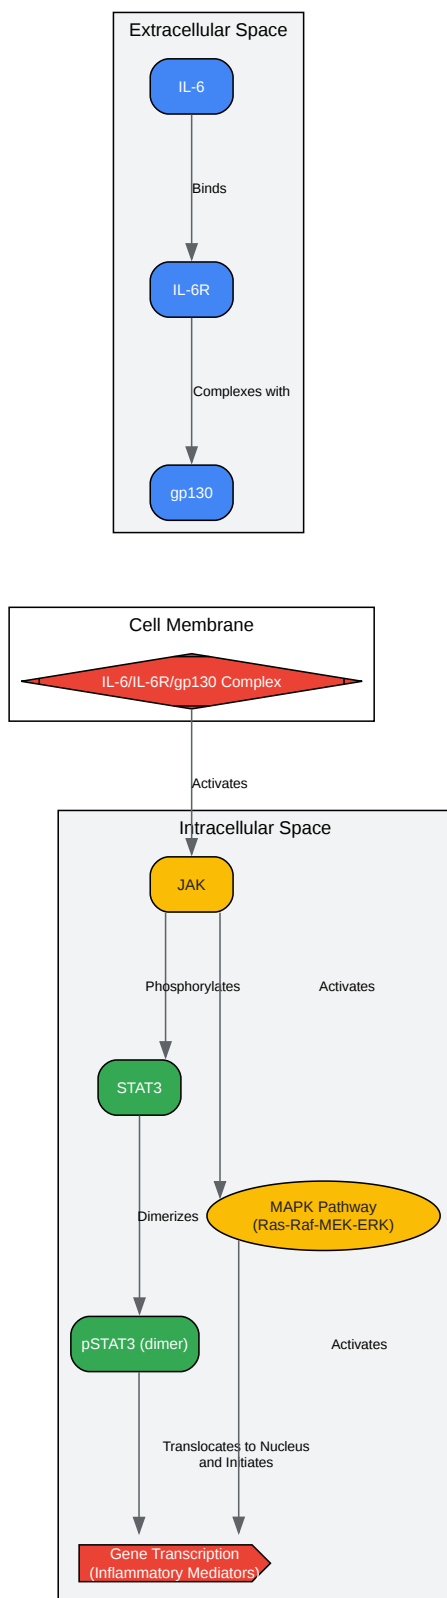 Extracellular Space
IL-6
Binds
IL-6R
Complexes with
gp130
Cell Membrane
IL-6/IL-6R/gp130 Complex
Activates
Intracellular Space
JAK
Phosphorylates
Activates
STAT3
MAPK Pathway
(Ras-Raf-MEK-ERK)
Dimerizes
pSTAT3 (dimer)
Activates
Translocates to Nucleus
and Initiates
Gene Transcription
(Inflammatory Mediators)